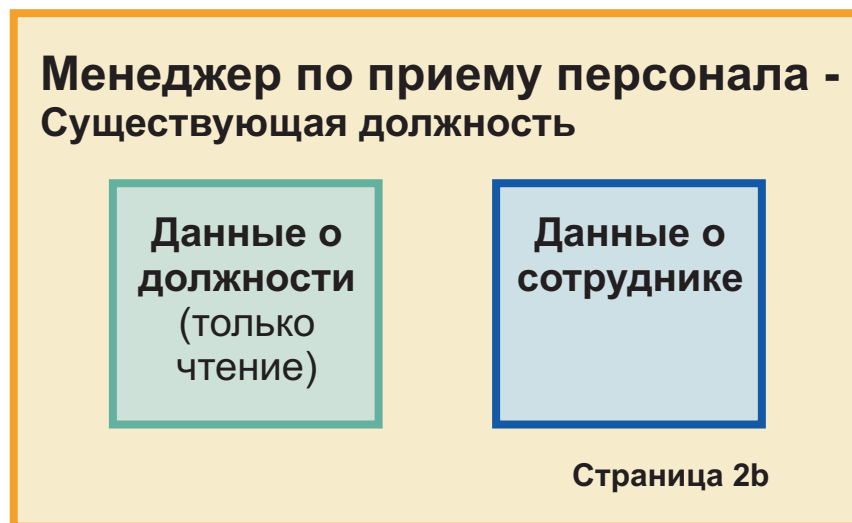 Менеджер по приему персонала -
Существующая должность
Данные о
должности
(только
чтение)
Данные о
сотруднике
Страница 2b